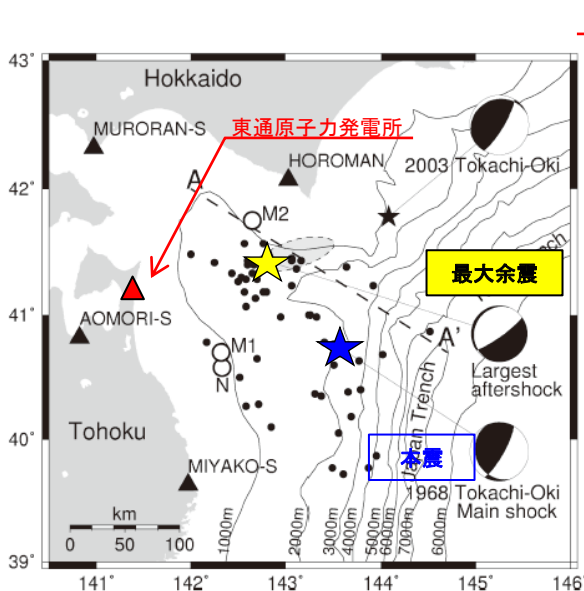 43°
42°
41°
40°
39°
141°
142°
143°
144°
145°
146
Hokkaido
MURORAN-S
東通原子力発電所
HOROMAN
2003 Tokachi-Oki
A
M2
最大余震
AOMORI-S
M1
N
A'
Largest
aftershock
Tohoku
MIYAKO-S
本震
1968 Tokachi-Oki
Main shock
km
0 50 100
1000m
2000m
3000m
4000m
5000m
6000m
7000m
6000m
Trench